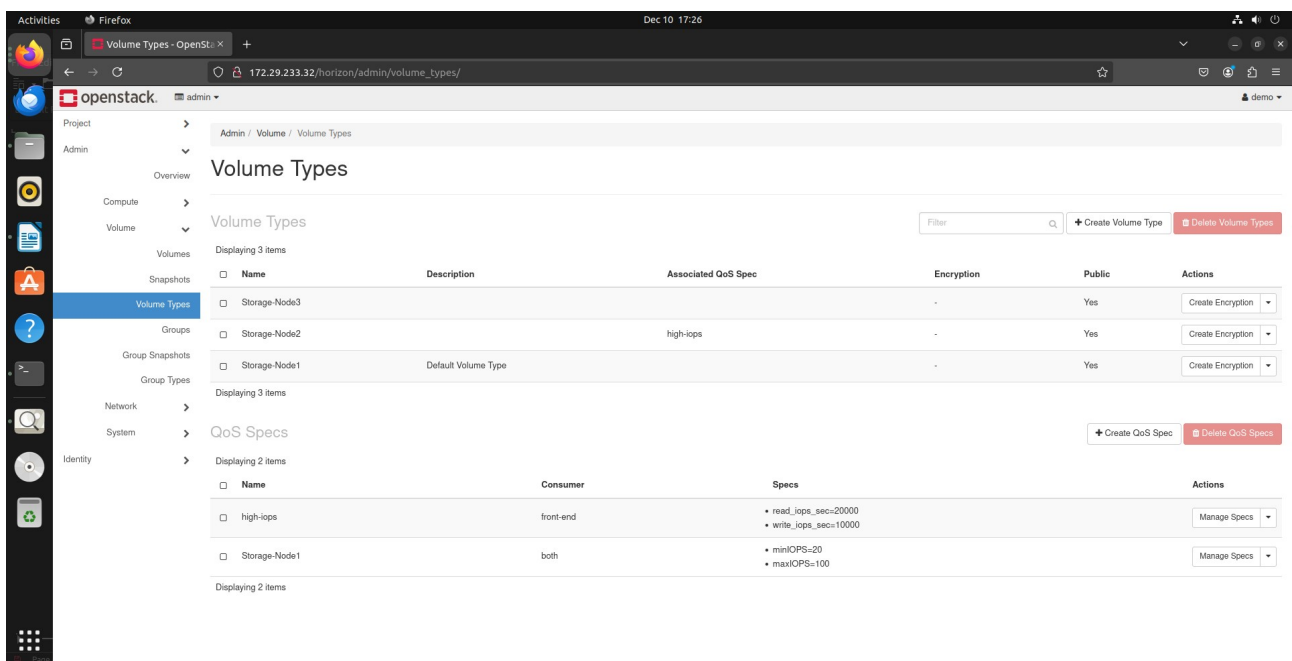 Activities Firefox Dec 10 17:26
Volume Types - OpenSta
172.29.233.32/horizon/admin/volume_types/
openstack. admin demo
Project
Admin
Overview
Compute
Volume
Volumes
Snapshots
Volume Types
Groups
Group Snapshots
Group Types
Network
System
Identity
Admin / Volume / Volume Types
Volume Types
Volume Types Filter + Create Volume Type Delete Volume Types
Displaying 3 items
Name Description Associated QoS Spec Encryption Public Actions
Storage-Node3 - Yes Create Encryption
Storage-Node2 high-iops - Yes Create Encryption
Storage-Node1 Default Volume Type - Yes Create Encryption
Displaying 3 items
QoS Specs + Create QoS Spec Delete QoS Specs
Displaying 2 items
Name Consumer Specs Actions
high-iops front-end • read_iops_sec=20000 Manage Specs
• write_iops_sec=10000
Storage-Node1 both • minIOPS=20 Manage Specs
• maxIOPS=100
Displaying 2 items